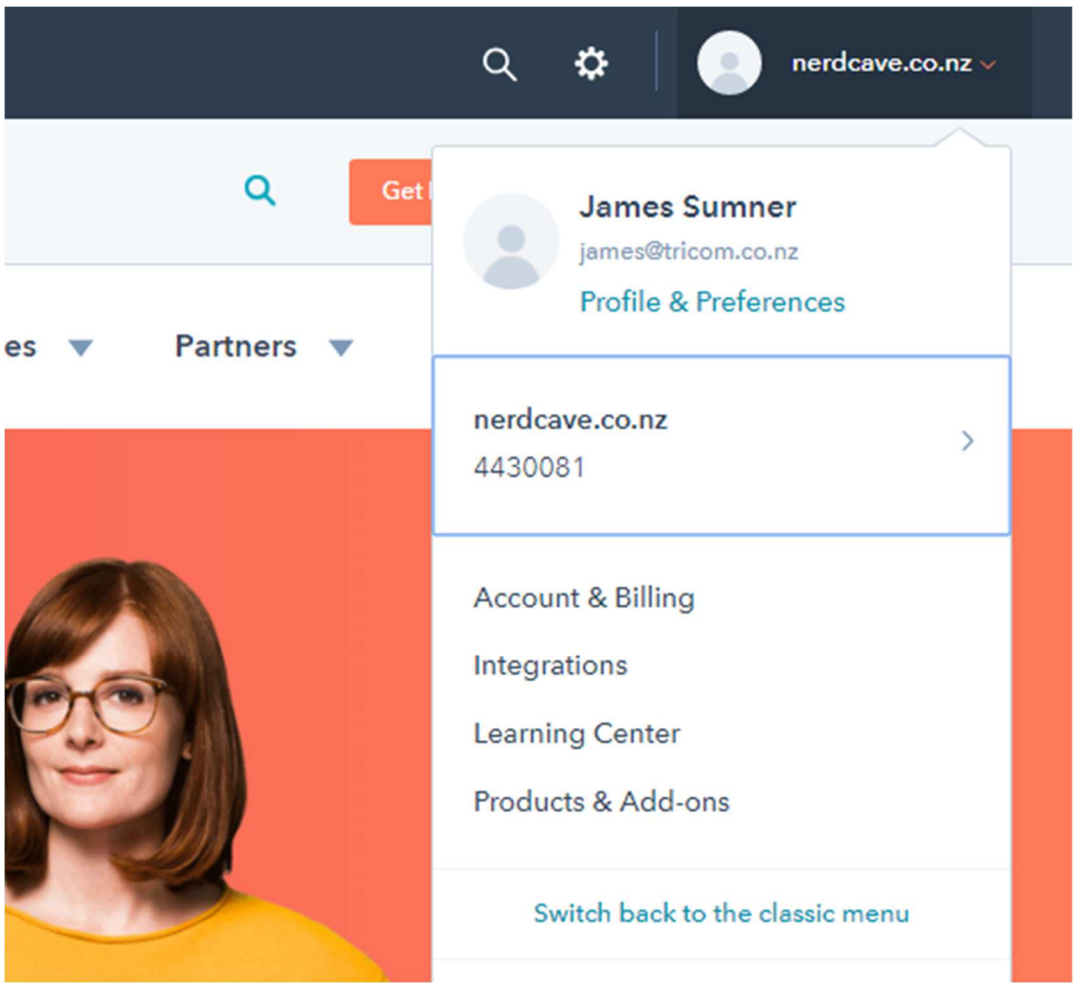 nerdcave.co.nz
Get
James Sumner
james@tricom.co.nz
Profile & Preferences
es
Partners
nerdcave.co.nz
4430081
Account & Billing
Integrations
Learning Center
Products & Add-ons
Switch back to the classic menu